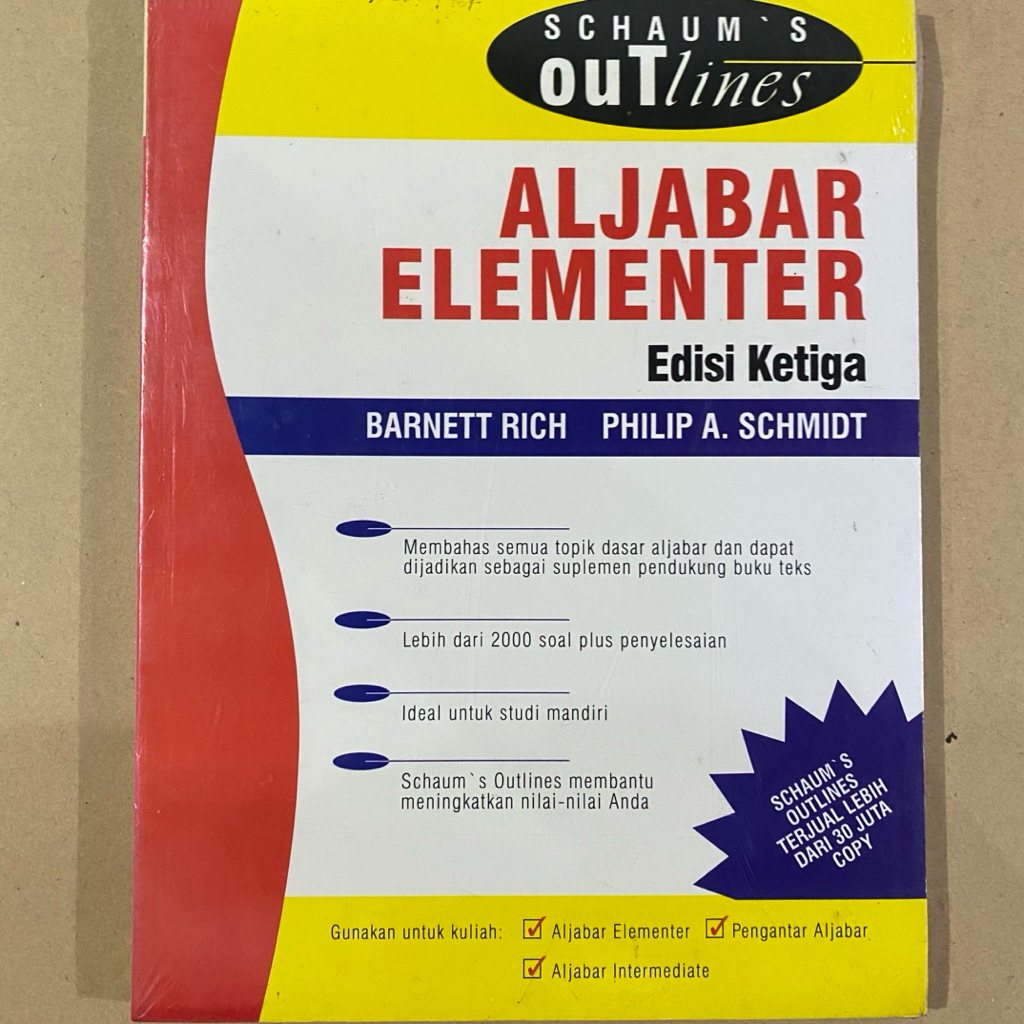 SCHAUM`S
ouTlines
ALJABAR
ELEMENTER
Edisi Ketiga
BARNETT RICH PHILIP A. SCHMIDT
Membahas semua topik dasar aljabar dan dapat
dijadikan sebagai suplemen pendukung buku teks
Lebih dari 2000 soal plus penyelesaian
Ideal untuk studi mandiri
Schaum`s Outlines membantu
meningkatkan nilai-nilai Anda
SCHAUM`S
OUTLINES
TERJUAL LEBIH
DARI 30 JUTA
COPY
Gunakan untuk kuliah: Aljabar Elementer Pengantar Aljabar
Aljabar Intermediate